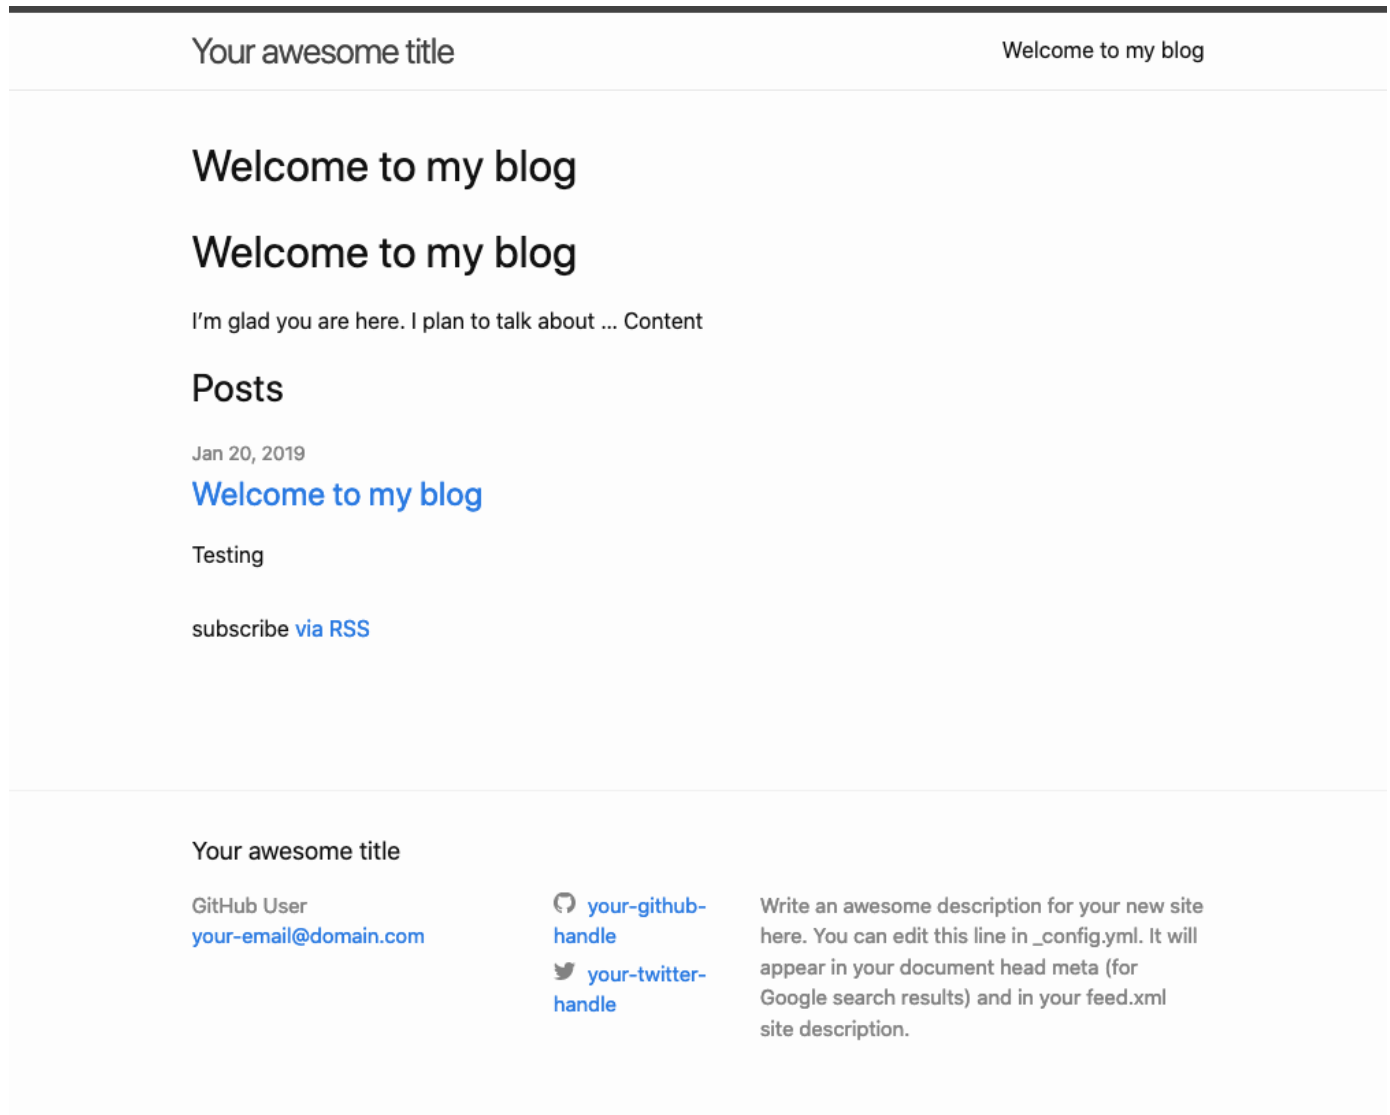 Your awesome title
Welcome to my blog
Welcome to my blog
Welcome to my blog
I’m glad you are here. I plan to talk about ... Content
Posts
Jan 20, 2019
Welcome to my blog
Testing
subscribe via RSS
Your awesome title
GitHub User
your-email@domain.com
your-github-
handle
your-twitter-
handle
Write an awesome description for your new site
here. You can edit this line in _config.yml. It will
appear in your document head meta (for
Google search results) and in your feed.xml
site description.